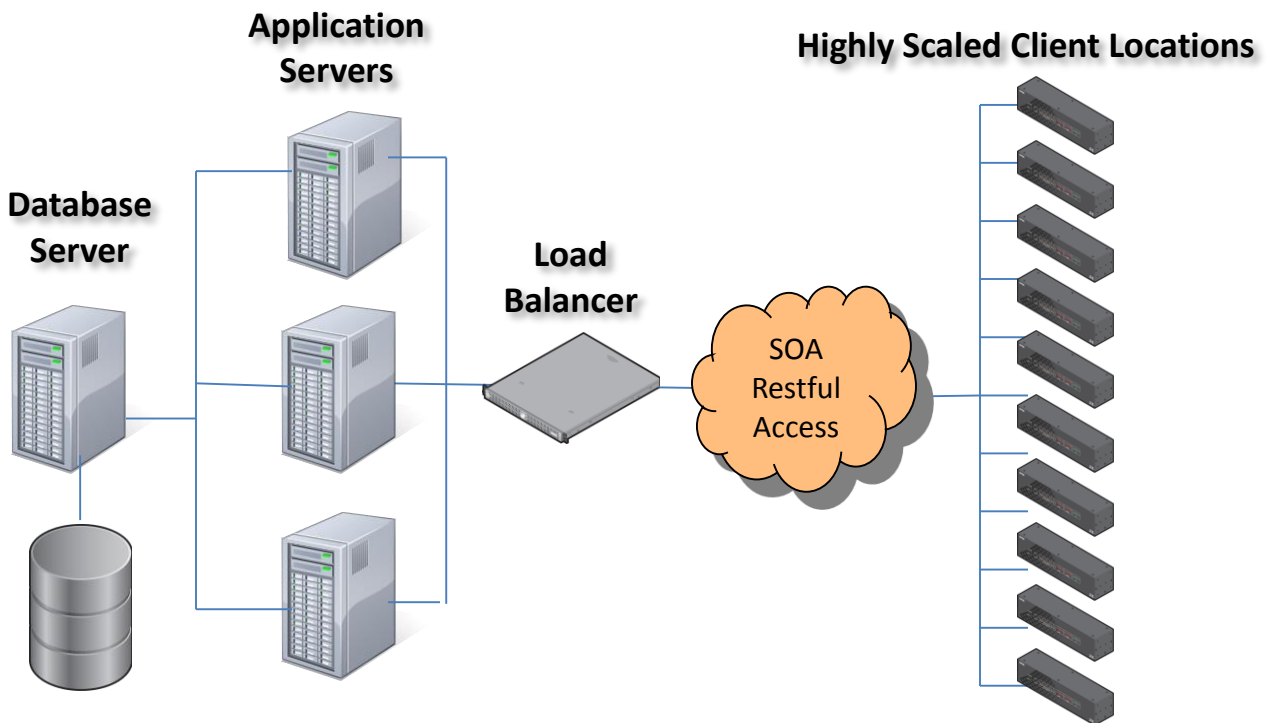 Application
Servers
Highly Scaled Client Locations
Database
Server
Load
Balancer
SOA
Restful
Access